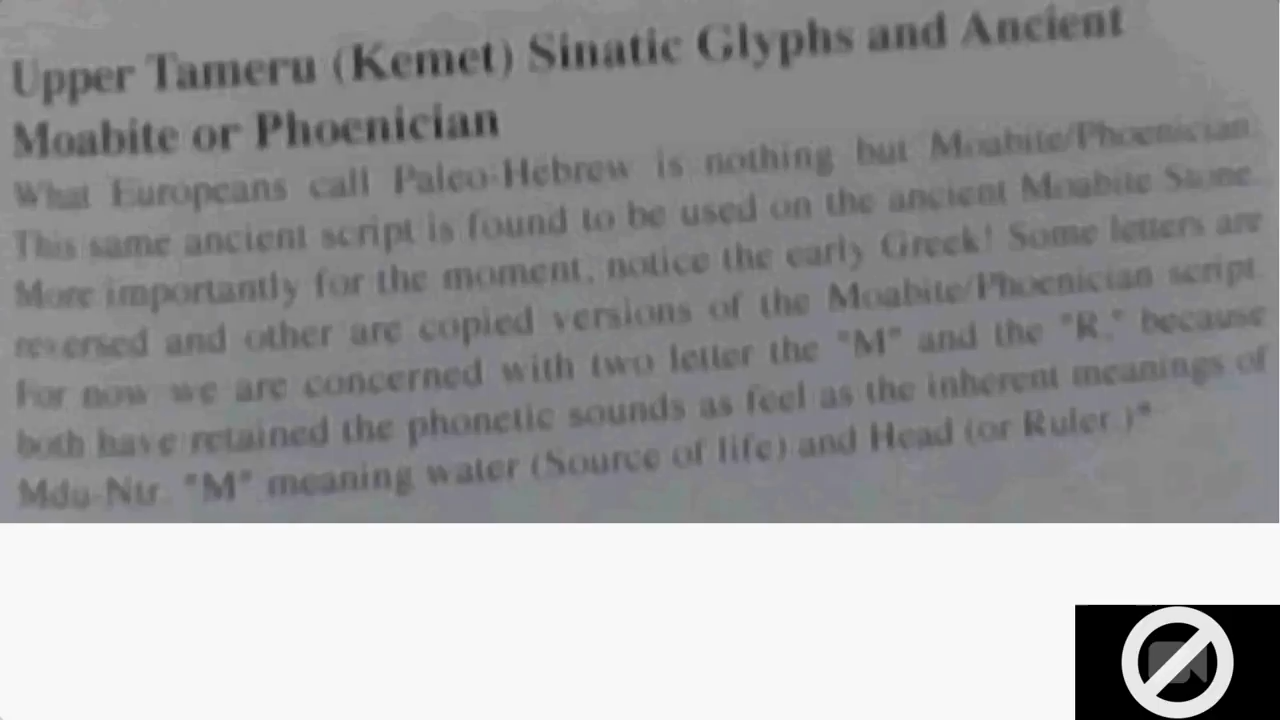 Upper Tameru (Kemet) Sinatic Glyphs and Ancient
Moabite or Phoenician
What Europeans call Paleo-Hebrew is nothing but Moabite/Phoenician.
This same ancient script is found to be used on the ancient Moabite Stone.
More importantly for the moment, notice the early Greek! Some letters are
reversed and other are copied versions of the Moabite/Phoenician script.
For now we are concerned with two letter the "M" and the "R," because
both have retained the phonetic sounds as feel as the inherent meanings of
Mdu-Ntr. "M" meaning water (Source of life) and Head (or Ruler )"